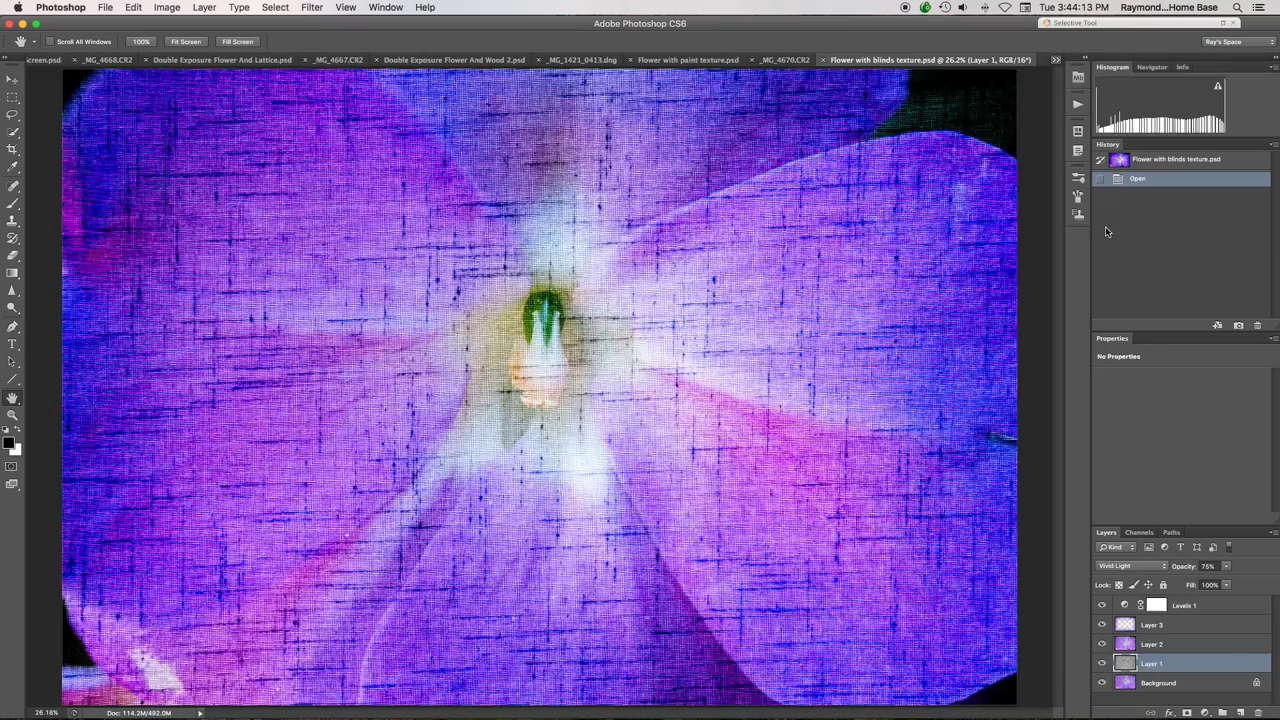 Photoshop File Edit Image Layer Type Select Filter View Window Help Tue 3:44:13 PM Raymond...Home Base
Adobe Photoshop CS6
Selective Tool
Scroll All Windows 100% Fit Screen Fill Screen Ray's Space
creen.psd _MG_4668.CR2 Double Exposure Flower And Lattice.psd _MG_4667.CR2 Double Exposure Flower And Wood 2.psd _MG_1421_0413.dng Flower with paint texture.psd _MG_4670.CR2 Flower with blinds texture.psd @ 26.2% (Layer 1, RGB/16*)
Histogram Navigator Info
Mb
History
Flower with blinds texture.psd
Open
Properties
No Properties
Layers Channels Paths
Kind
Vivid Light Opacity: 75%
Lock: Fill: 100%
Levels 1
Layer 3
Layer 2
Layer 1
Background
26.18% Doc: 114.2M/492.0M